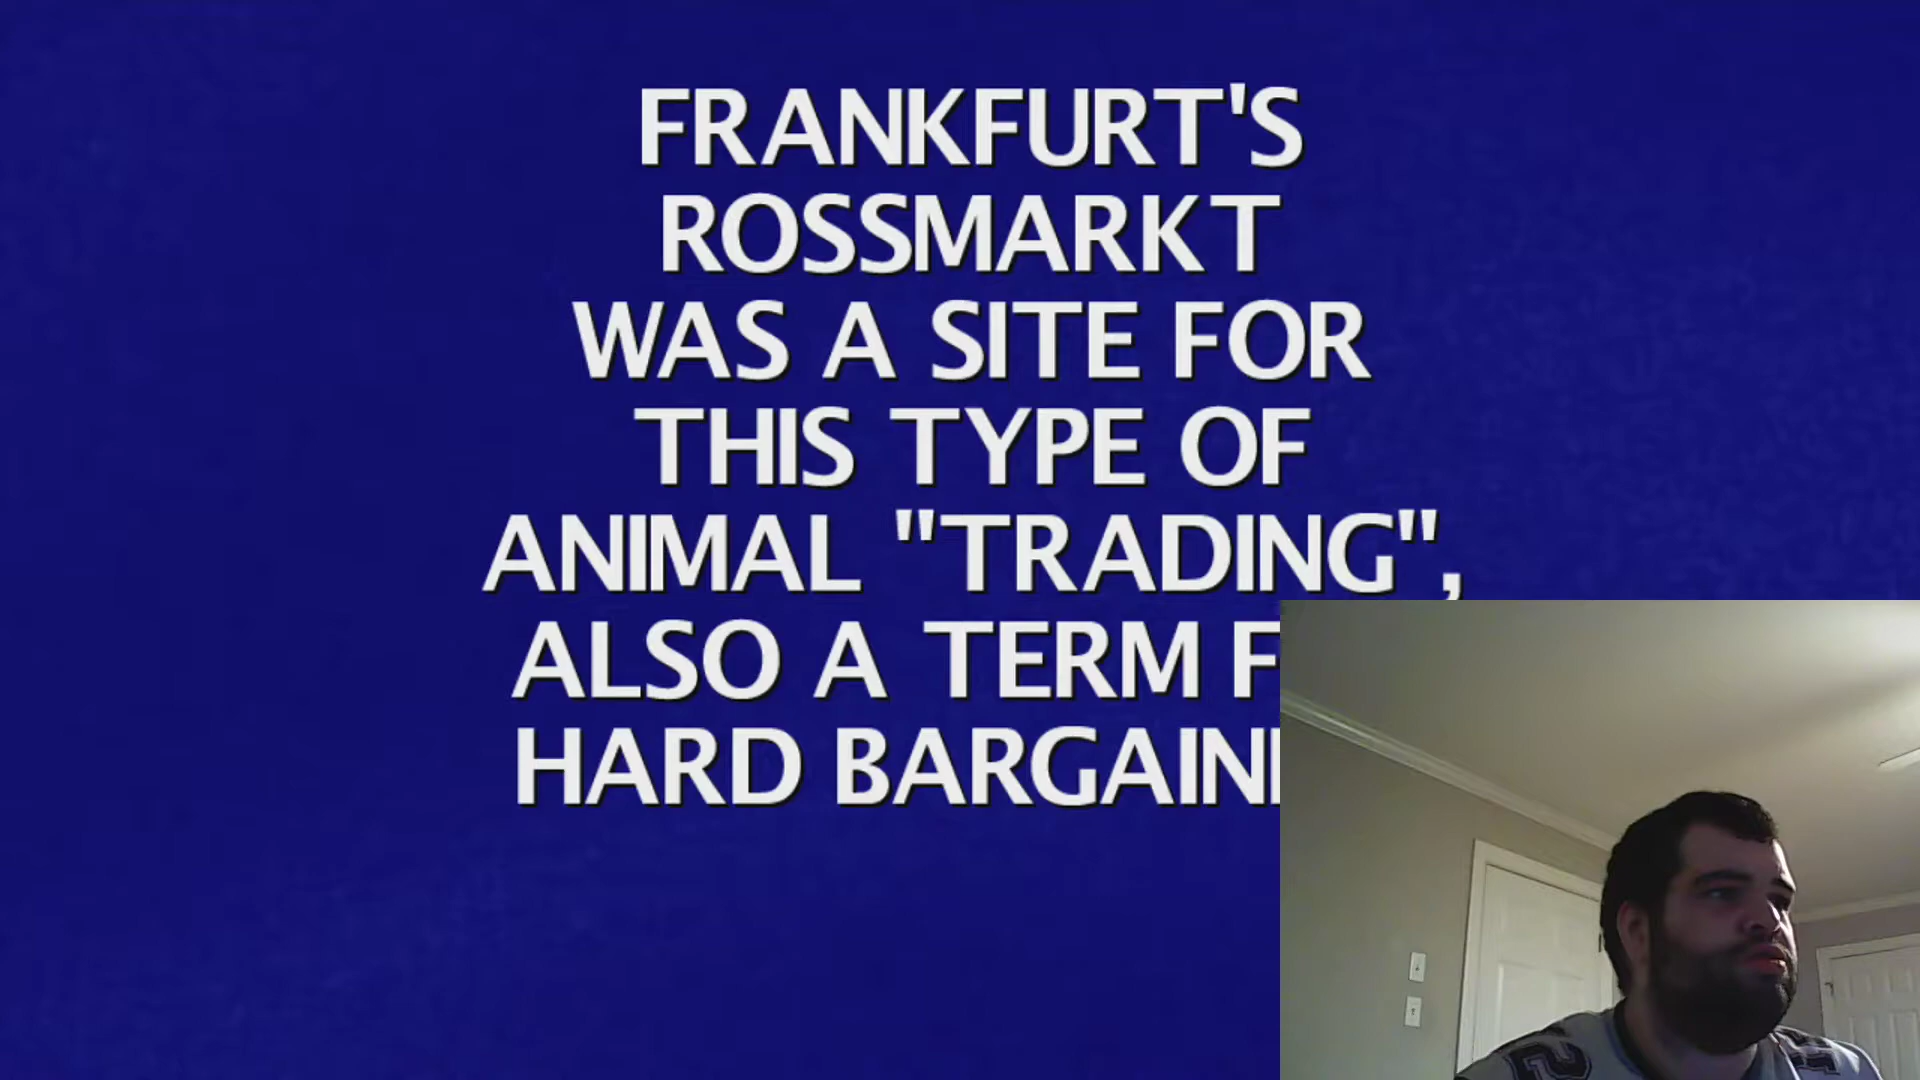 FRANKFURT'S
ROSSMARKT
WAS A SITE FOR
THIS TYPE OF
ANIMAL "TRADING",
ALSO A TERM
HARD